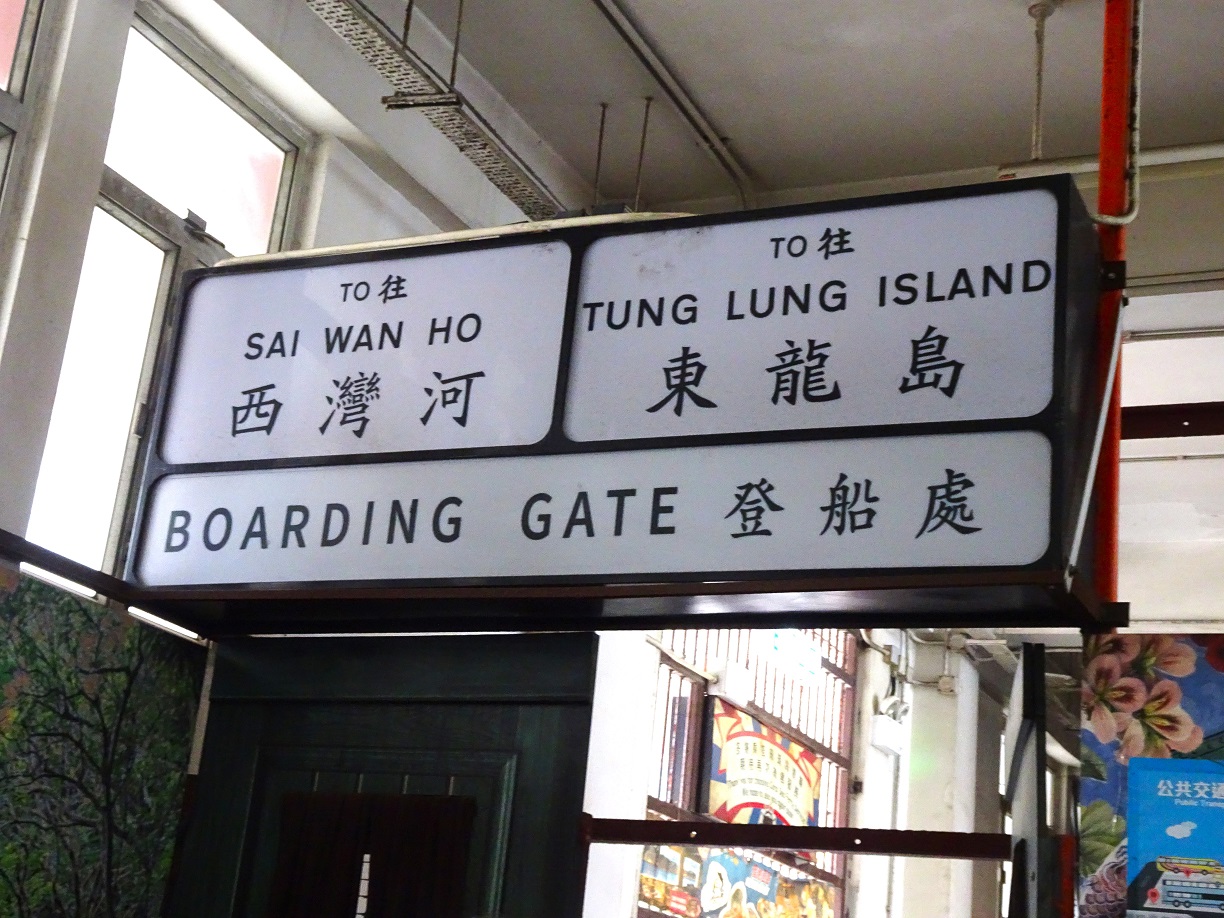 TO 往
SAI WAN HO
西灣河
TO 往
TUNG LUNG ISLAND
東龍島
BOARDING GATE 登船處
公共交通
Public